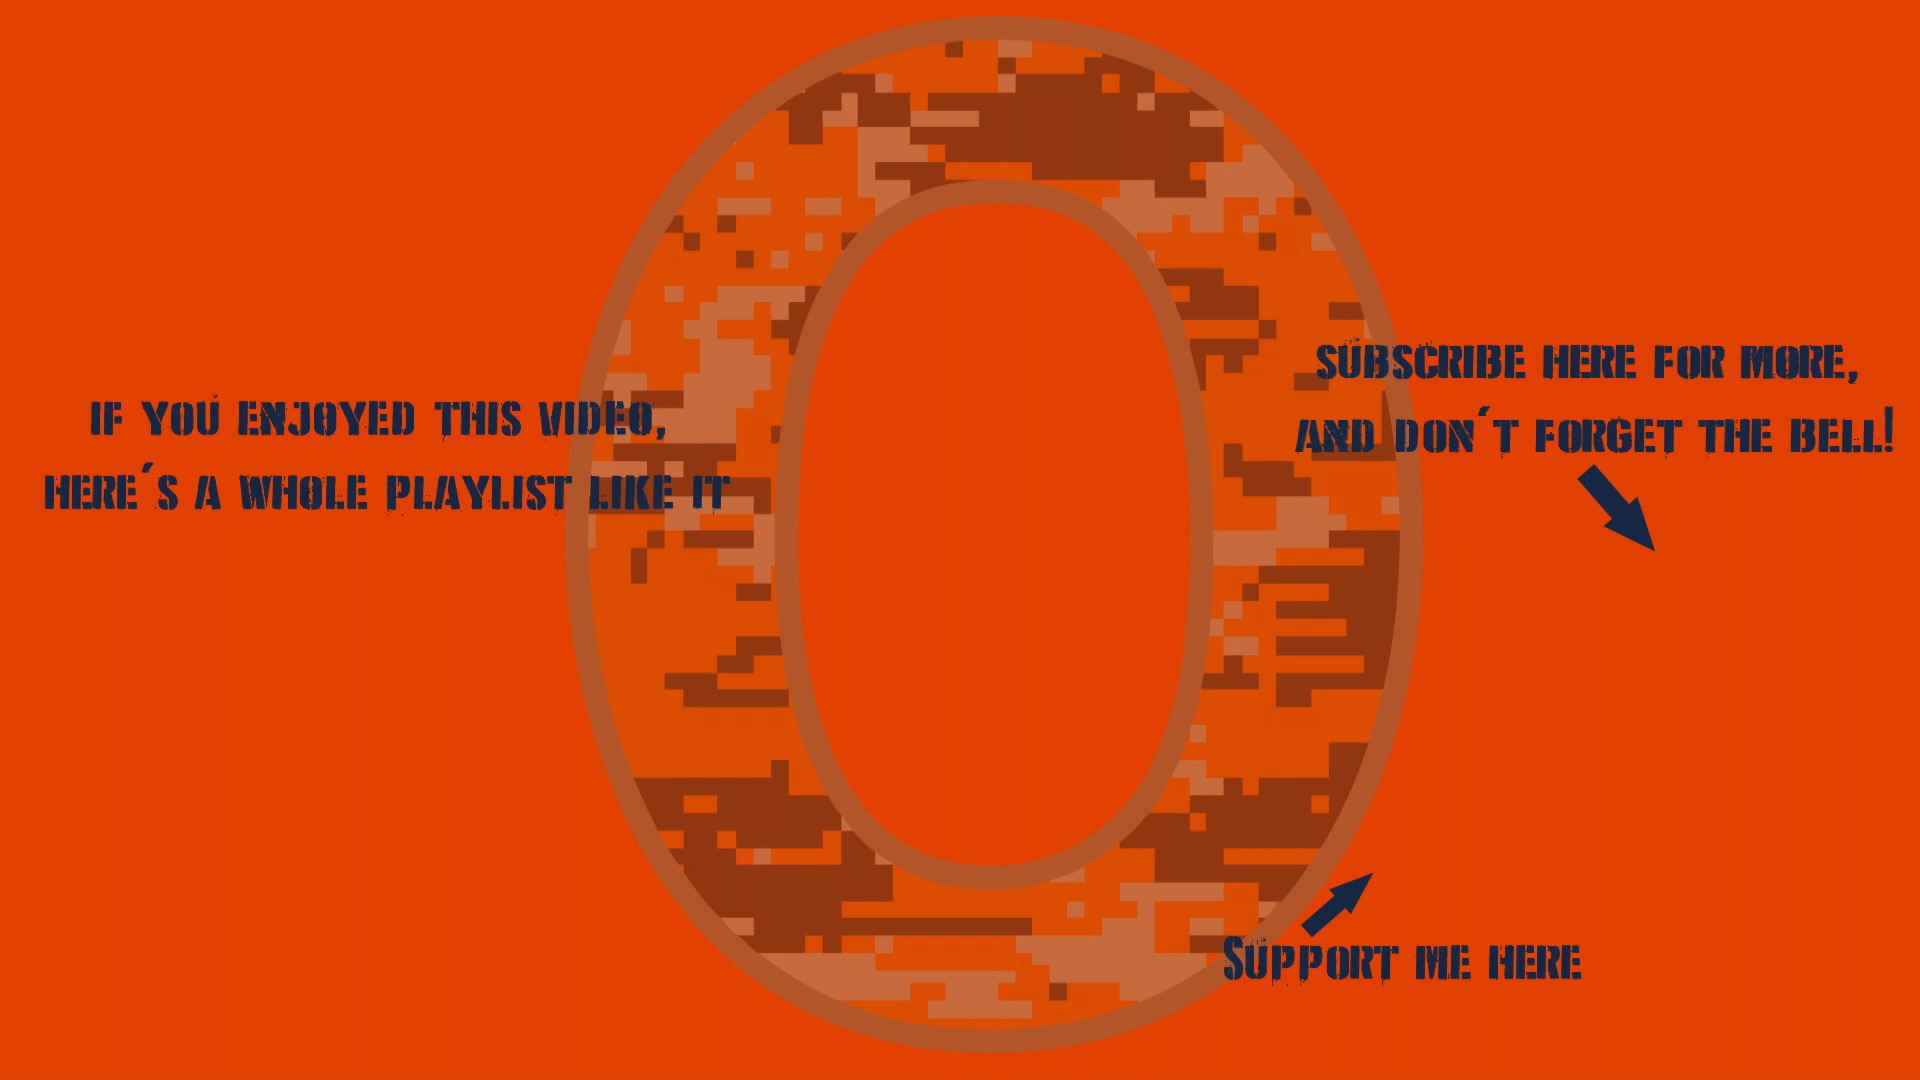 IF YOU ENJOYED THIS VIDEO,
HERE´S A WHOLE PLAYLIST LIKE IT
SUBSCRIBE HERE FOR MORE,
AND DON´T FORGET THE BELL!
SUPPORT ME HERE
O